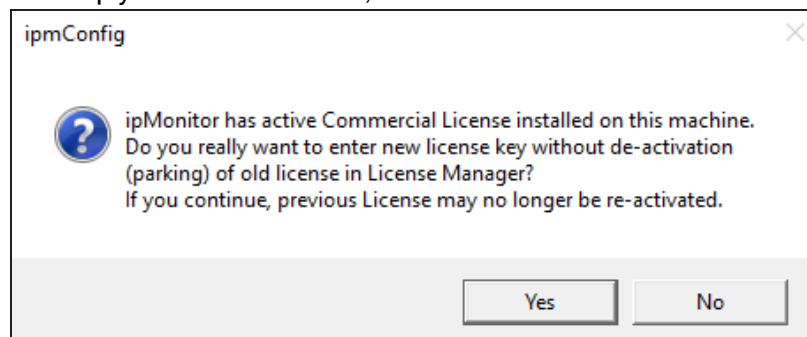 ipmConfig
ipMonitor has active Commercial License installed on this machine.
Do you really want to enter new license key without de-activation
(parking) of old license in License Manager?
If you continue, previous License may no longer be re-activated.
Yes
No